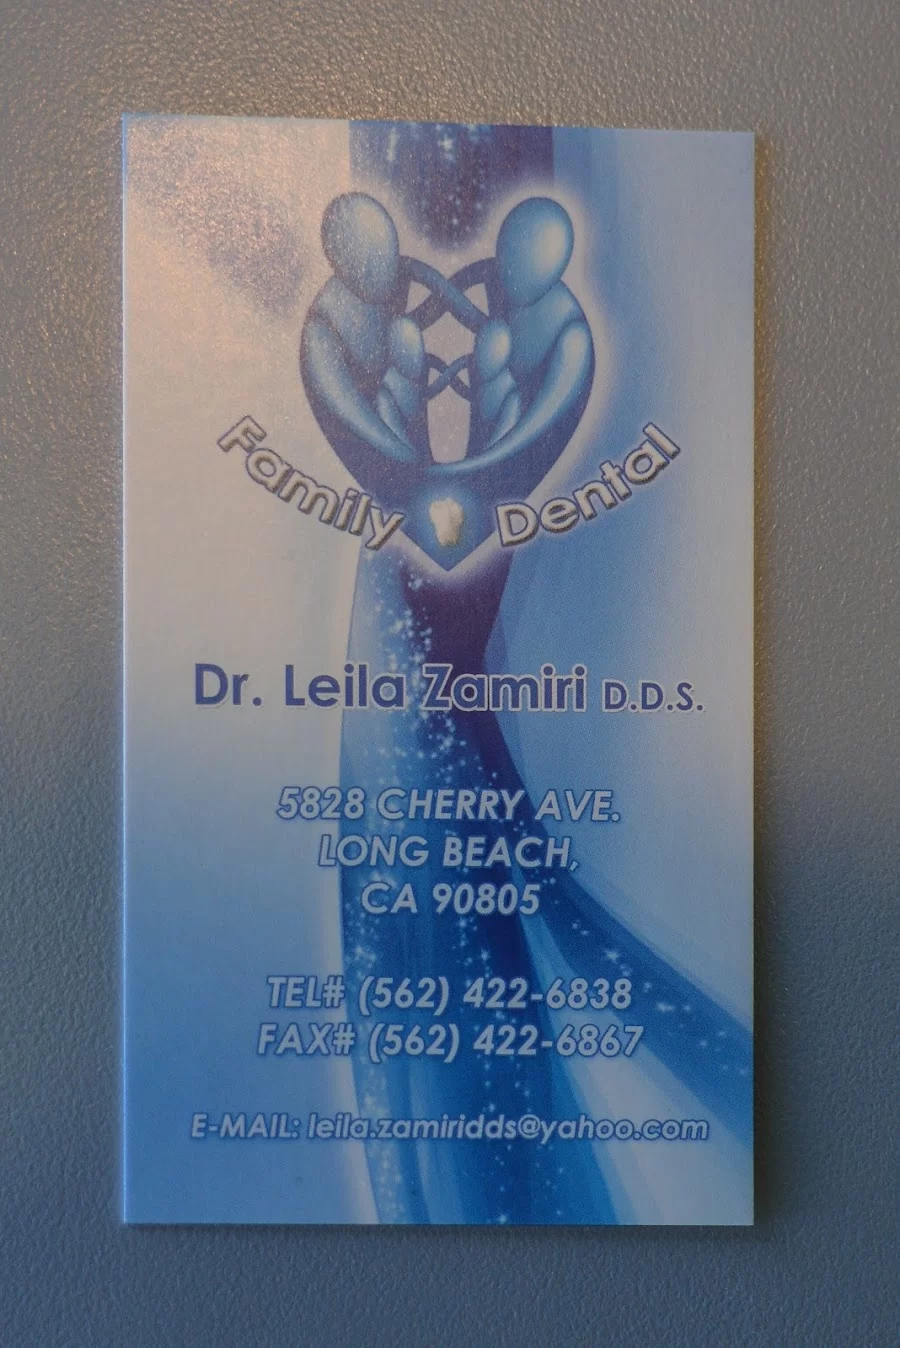 Family Dental
Dr. Leila Zamiri D.D.S.
5828 CHERRY AVE.
LONG BEACH,
CA 90805
TEL# (562) 422-6838
FAX# (562) 422-6867
E-MAIL: leila.zamiridds@yahoo.com